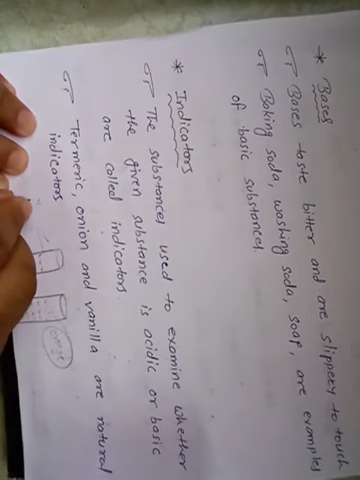 * Bases
Bases taste bitter and are slippery to touch
Baking soda, washing soda, soap, are examples
of basic substances
* Indicators
The substances used to examine whether
the given substance is acidic or basic
are called indicators
Termeric, onion and vanilla are natural
indicators